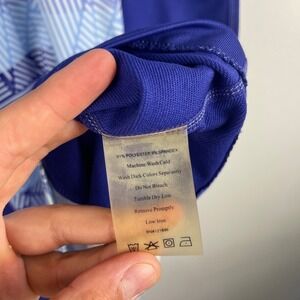 91% POLYESTER 9% SPANDEX
Machine Wash Cold
Wash Dark Colors Separately
Do Not Bleach
Tumble Dry Low
Remove Promptly
Low Iron